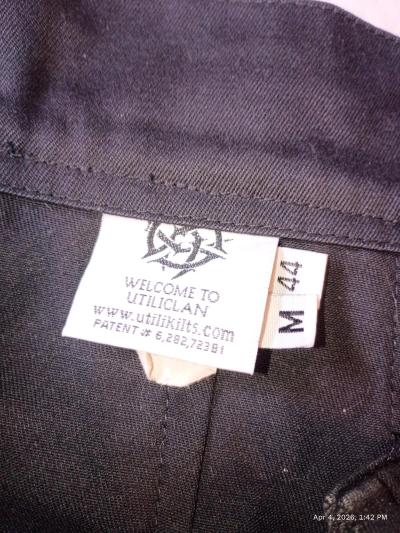 WELCOME TO
UTILICLAN
www.utilikilts.com
PATENT # 6,282,723B1
44
M
Apr 4, 2026, 1:42 PM